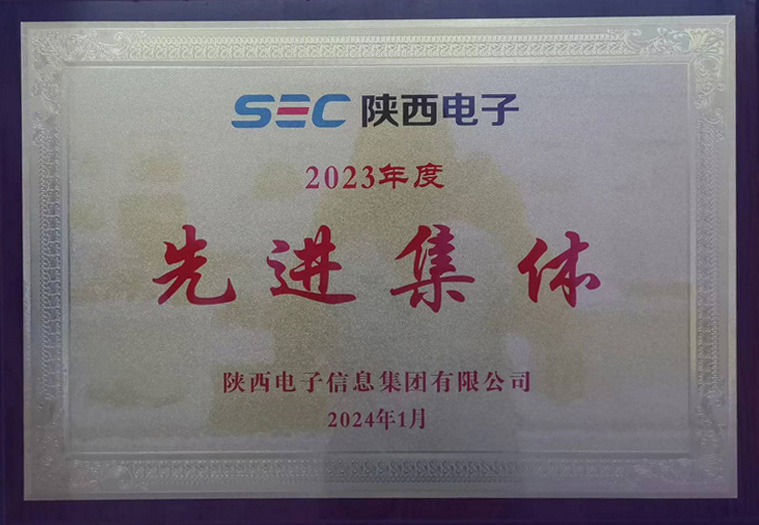 SEC 陕西电子
2023年度
先进集体
陕西电子信息集团有限公司
2024年1月